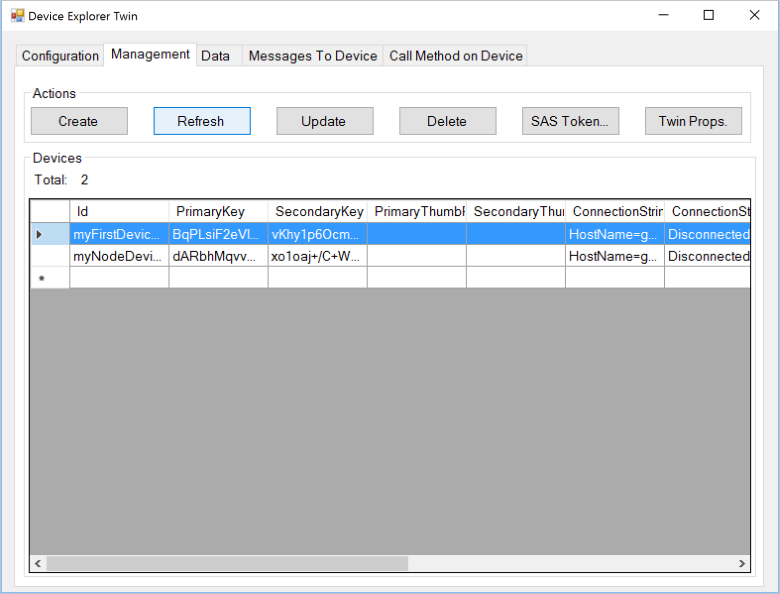 Device Explorer Twin
Configuration Management Data Messages To Device Call Method on Device
Actions
Create Refresh Update Delete SAS Token... Twin Props.
Devices
Total: 2
Id PrimaryKey SecondaryKey PrimaryThumbI SecondaryThu ConnectionStrin ConnectionSt
myFirstDevic... BqPLsiF2eVl... vKhy1p6Ocm... HostName=g... Disconnected
myNodeDevi... dARbhMqvv... xo1oaj+/C+W... HostName=g... Disconnected
*